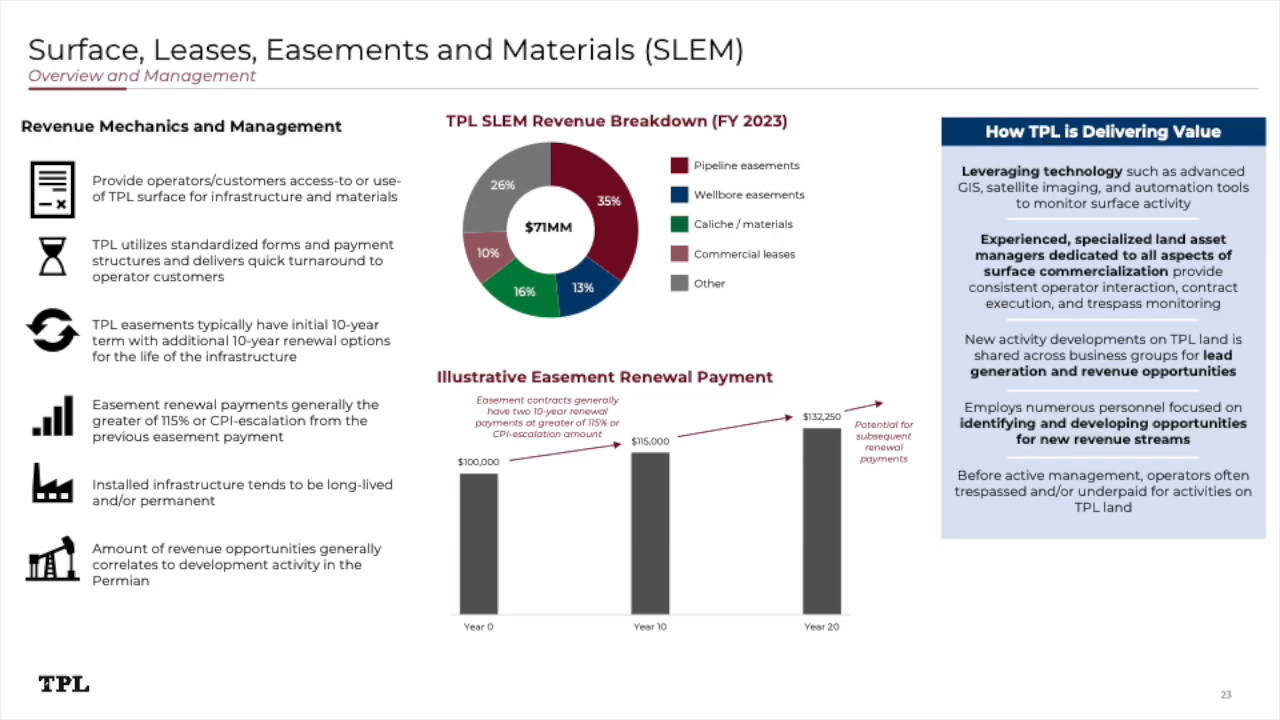 Surface, Leases, Easements and Materials (SLEM)
Overview and Management
Revenue Mechanics and Management
Provide operators/customers access-to or use-
of TPL surface for infrastructure and materials
TPL utilizes standardized forms and payment
structures and delivers quick turnaround to
operator customers
TPL easements typically have initial 10-year
term with additional 10-year renewal options
for the life of the infrastructure
Easement renewal payments generally the
greater of 115% or CPI-escalation from the
previous easement payment
Installed infrastructure tends to be long-lived
and/or permanent
Amount of revenue opportunities generally
correlates to development activity in the
Permian
TPL SLEM Revenue Breakdown (FY 2023)
26%
35%
$71MM
10%
16%
13%
Pipeline easements
Wellbore easements
Caliche / materials
Commercial leases
Other
Illustrative Easement Renewal Payment
Easement contracts generally
have two 10-year renewal
payments at greater of 115% or
CPI-escalation amount
$100,000
$115,000
$132,250
Potential for
subsequent
renewal
payments
Year 0
Year 10
Year 20
How TPL is Delivering Value
Leveraging technology such as advanced
GIS, satellite imaging, and automation tools
to monitor surface activity
Experienced, specialized land asset
managers dedicated to all aspects of
surface commercialization provide
consistent operator interaction, contract
execution, and trespass monitoring
New activity developments on TPL land is
shared across business groups for lead
generation and revenue opportunities
Employs numerous personnel focused on
identifying and developing opportunities
for new revenue streams
Before active management, operators often
trespassed and/or underpaid for activities on
TPL land
TPL
23